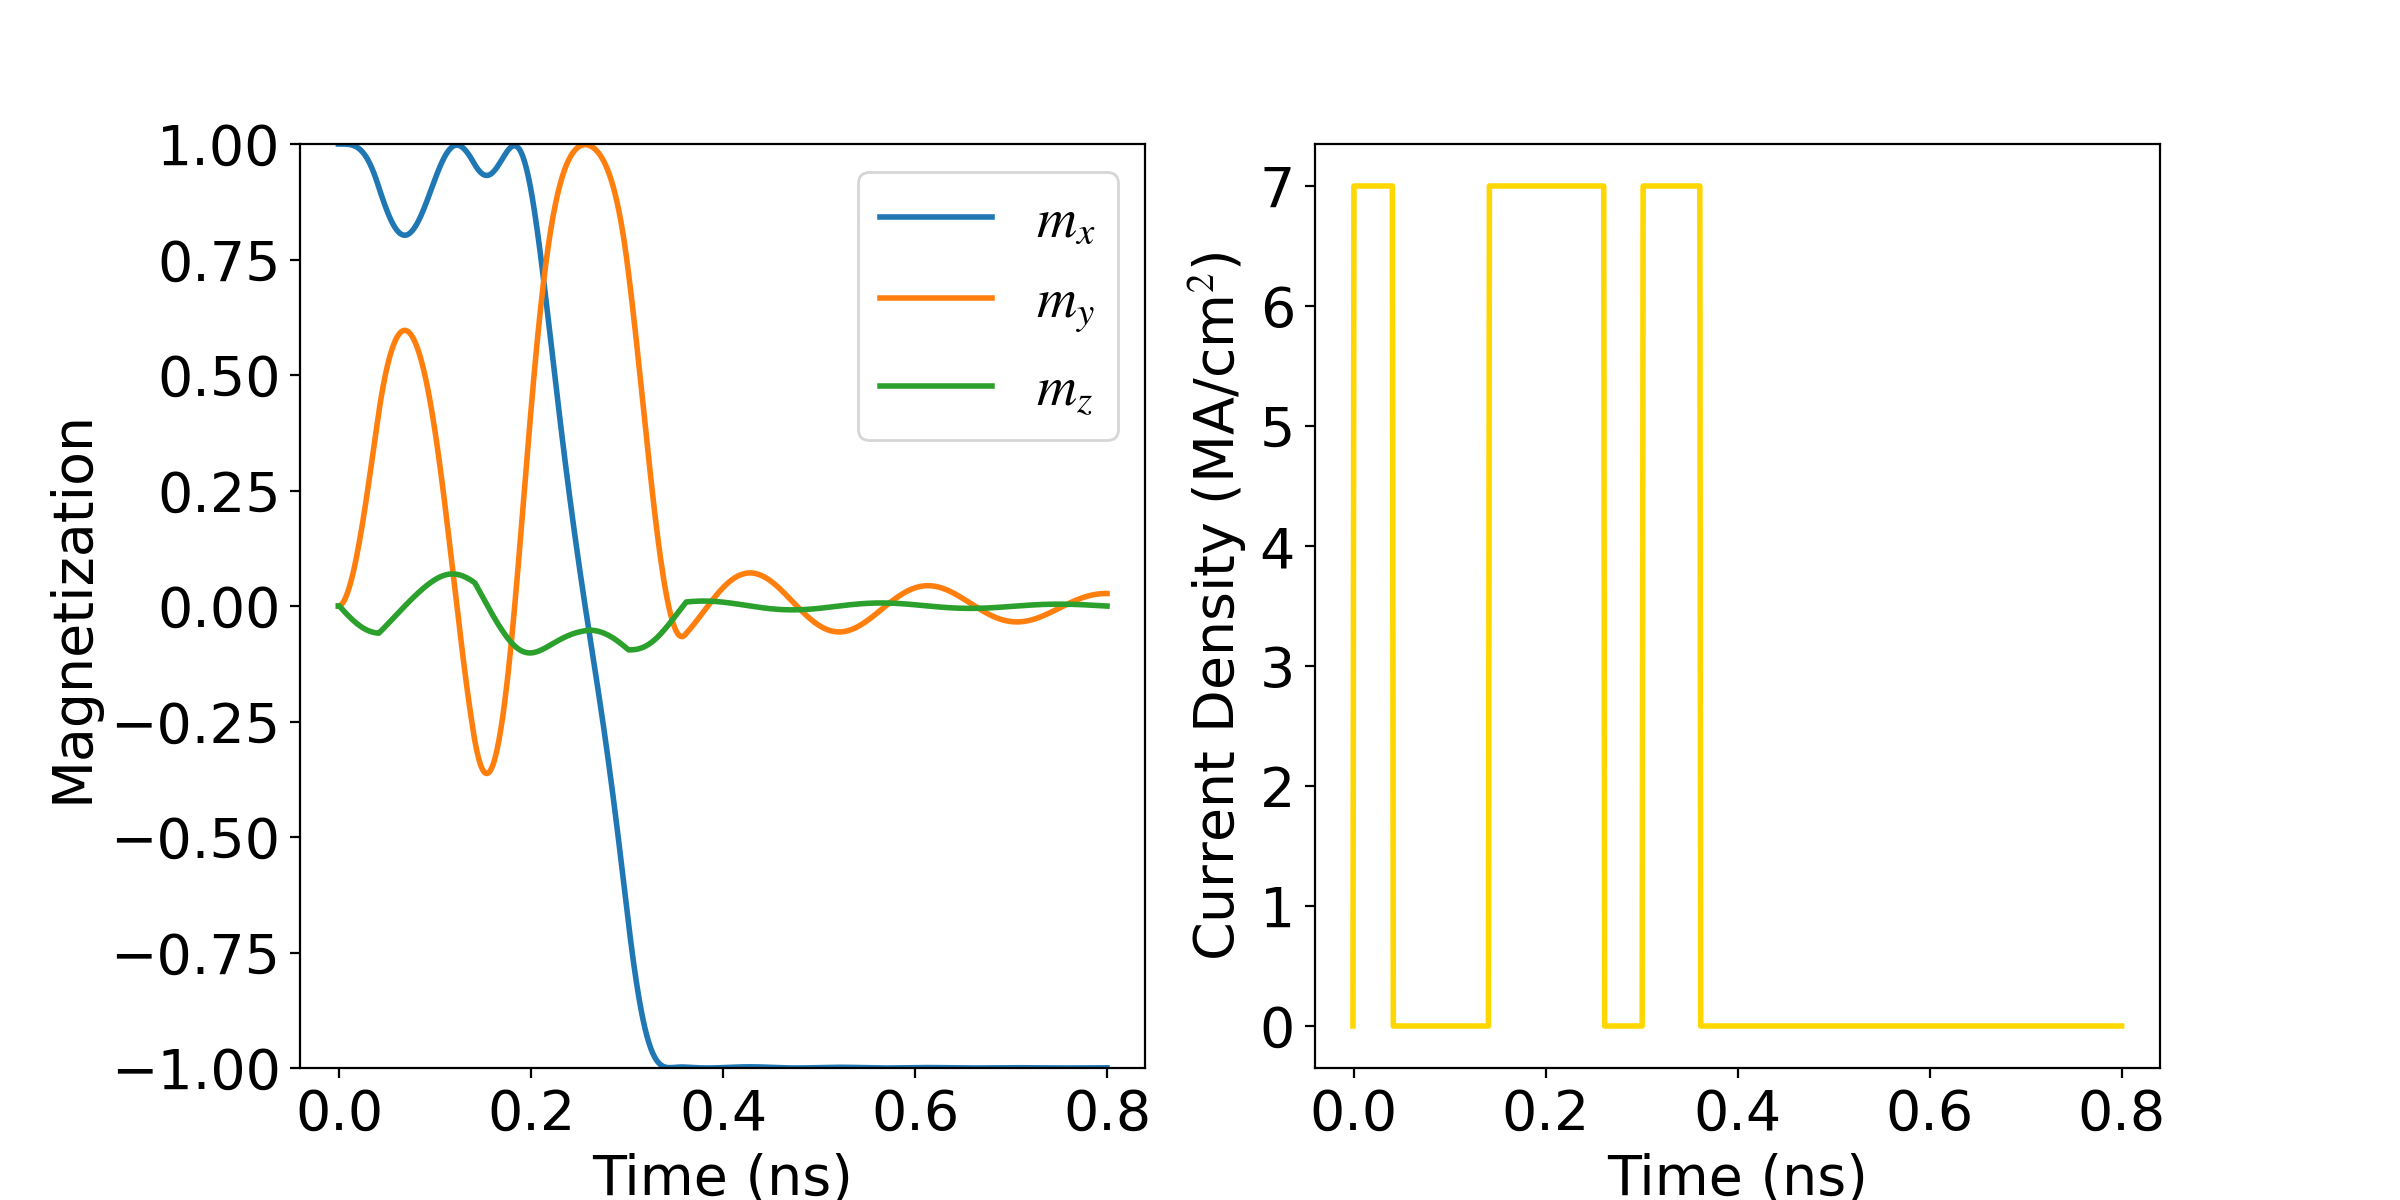 Magnetization
1.00
0.75
0.50
0.25
0.00
−0.25
−0.50
−0.75
−1.00
0.0 0.2 0.4 0.6 0.8
Time (ns)
m_x
m_y
m_z
Current Density (MA/cm²)
7
6
5
4
3
2
1
0
0.0 0.2 0.4 0.6 0.8
Time (ns)